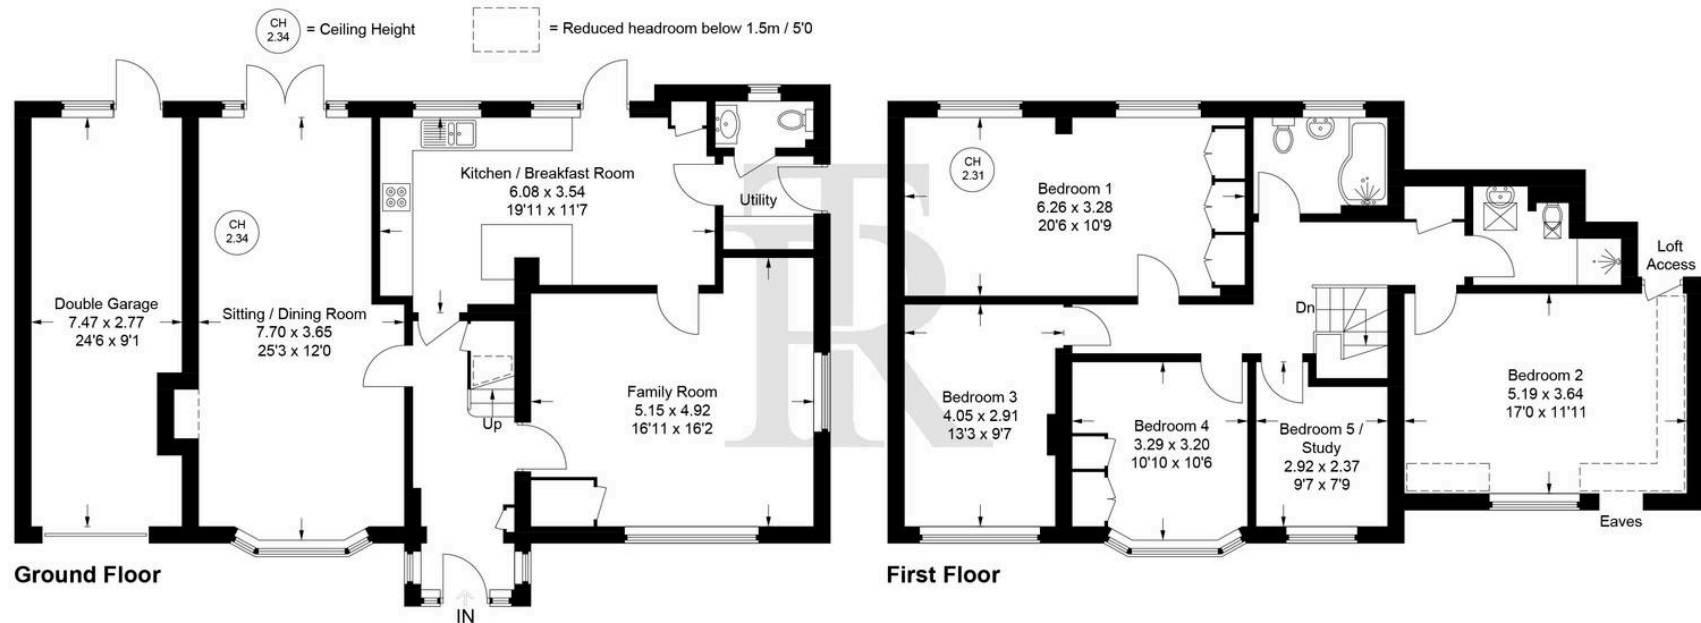 CH
2.34
= Ceiling Height
= Reduced headroom below 1.5m / 5'0
Kitchen / Breakfast Room
6.08 x 3.54
19'11 x 11'7
Utility
CH
2.34
Double Garage
7.47 x 2.77
24'6 x 9'1
Sitting / Dining Room
7.70 x 3.65
25'3 x 12'0
Family Room
5.15 x 4.92
16'11 x 16'2
Up
IN
Ground Floor
CH
2.31
Bedroom 1
6.26 x 3.28
20'6 x 10'9
Loft
Access
Dn
Bedroom 2
5.19 x 3.64
17'0 x 11'11
Bedroom 3
4.05 x 2.91
13'3 x 9'7
Bedroom 4
3.29 x 3.20
10'10 x 10'6
Bedroom 5 /
Study
2.92 x 2.37
9'7 x 7'9
Eaves
First Floor
TR